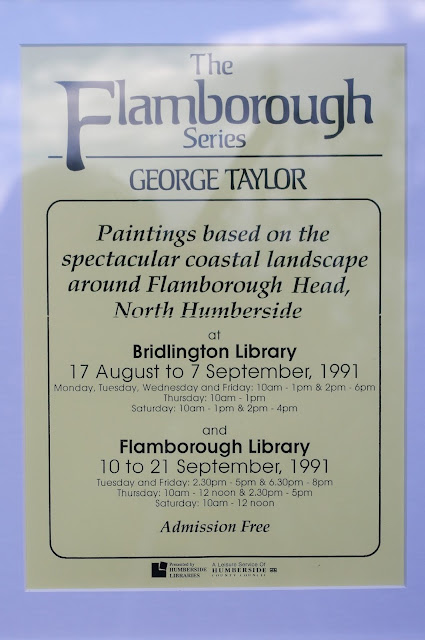 The
Flamborough
Series
GEORGE TAYLOR
Paintings based on the
spectacular coastal landscape
around Flamborough Head,
North Humberside
at
Bridlington Library
17 August to 7 September, 1991
Monday, Tuesday, Wednesday and Friday: 10am - 1pm & 2pm - 6pm
Thursday: 10am - 1pm
Saturday: 10am - 1pm & 2pm - 4pm
and
Flamborough Library
10 to 21 September, 1991
Tuesday and Friday: 2.30pm - 5pm & 6.30pm - 8pm
Thursday: 10am - 12 noon & 2.30pm - 5pm
Saturday: 10am - 12 noon
Admission Free
Presented by
HUMBERSIDE
LIBRARIES
A Leisure Service Of
HUMBERSIDE
COUNTY COUNCIL